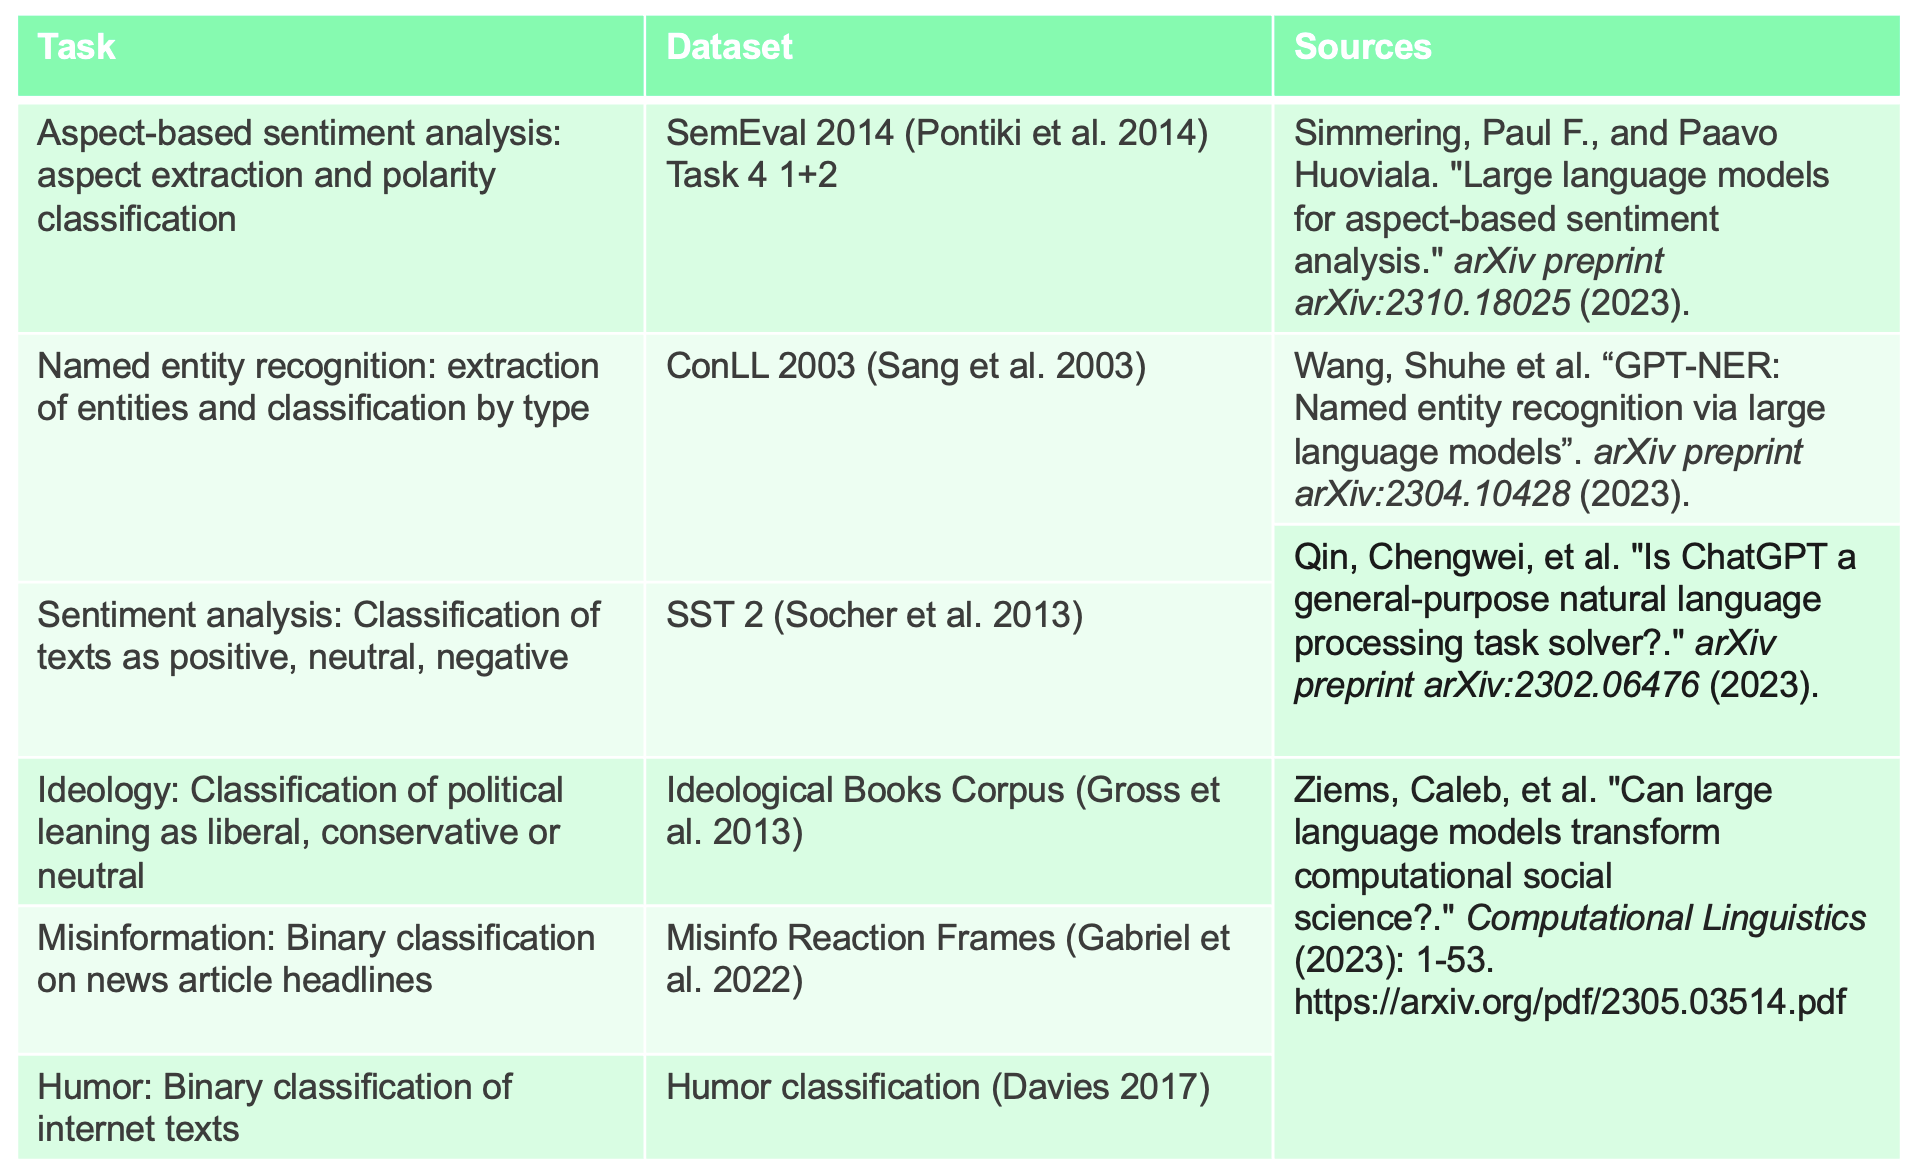 Task
Dataset
Sources
Aspect-based sentiment analysis:
aspect extraction and polarity
classification
SemEval 2014 (Pontiki et al. 2014)
Task 4 1+2
Simmering, Paul F., and Paavo
Huoviala. "Large language models
for aspect-based sentiment
analysis." arXiv preprint
arXiv:2310.18025 (2023).
Named entity recognition: extraction
of entities and classification by type
ConLL 2003 (Sang et al. 2003)
Wang, Shuhe et al. “GPT-NER:
Named entity recognition via large
language models”. arXiv preprint
arXiv:2304.10428 (2023).
Qin, Chengwei, et al. "Is ChatGPT a
general-purpose natural language
processing task solver?." arXiv
preprint arXiv:2302.06476 (2023).
Sentiment analysis: Classification of
texts as positive, neutral, negative
SST 2 (Socher et al. 2013)
Ideology: Classification of political
leaning as liberal, conservative or
neutral
Ideological Books Corpus (Gross et
al. 2013)
Ziems, Caleb, et al. "Can large
language models transform
computational social
science?." Computational Linguistics
(2023): 1-53.
https://arxiv.org/pdf/2305.03514.pdf
Misinformation: Binary classification
on news article headlines
Misinfo Reaction Frames (Gabriel et
al. 2022)
Humor: Binary classification of
internet texts
Humor classification (Davies 2017)